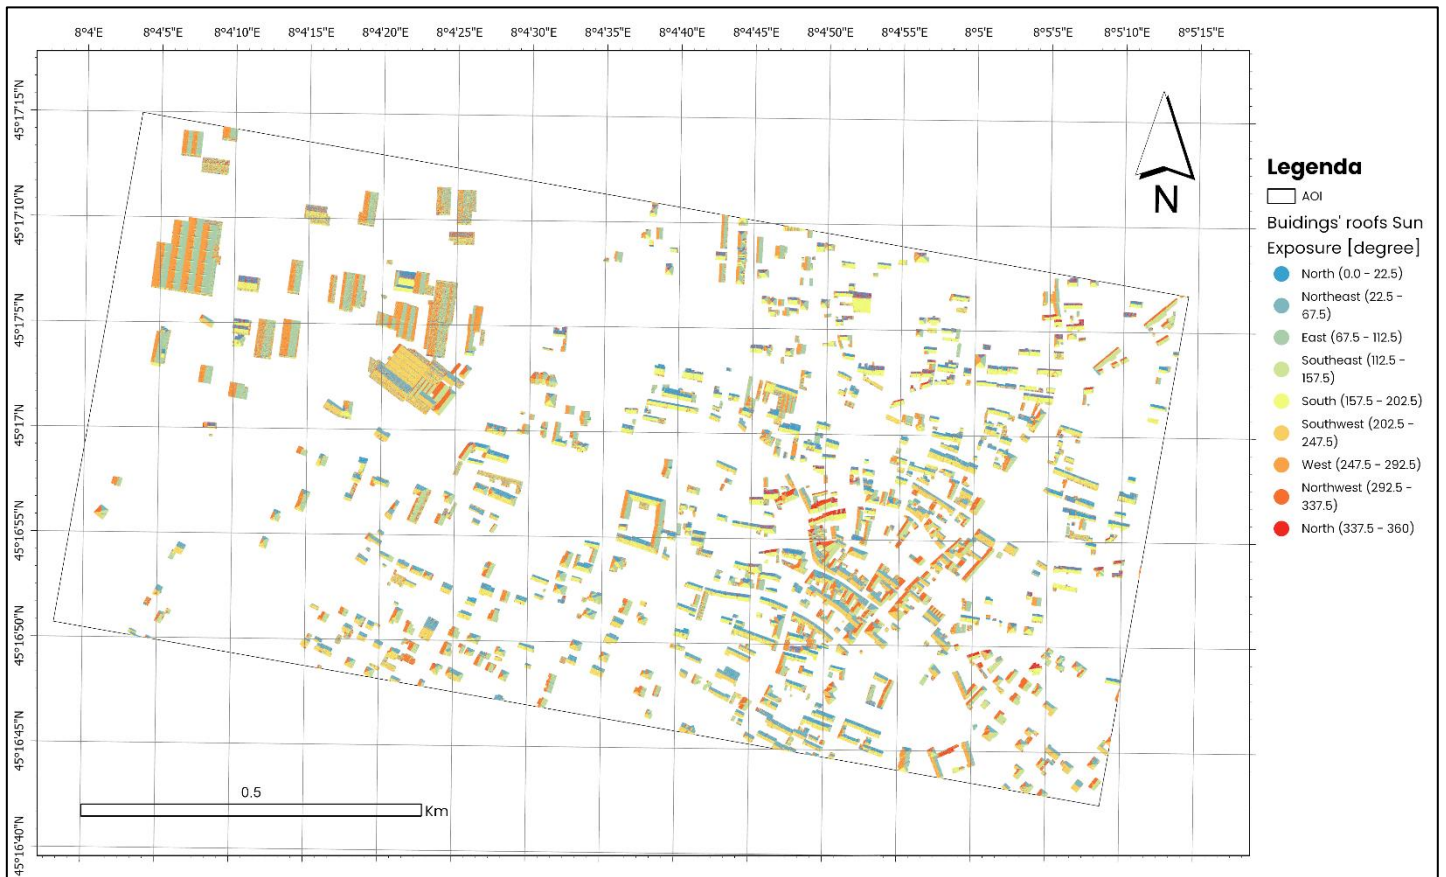 8°4'E 8°4'5"E 8°4'10"E 8°4'15"E 8°4'20"E 8°4'25"E 8°4'30"E 8°4'35"E 8°4'40"E 8°4'45"E 8°4'50"E 8°4'55"E 8°5'E 8°5'5"E 8°5'10"E 8°5'15"E
45°17'15"N
45°17'10"N
45°17'5"N
45°17'N
45°16'55"N
45°16'50"N
45°16'45"N
45°16'40"N
N
0.5
Km
Legenda
AOI
Buidings' roofs Sun
Exposure [degree]
North (0.0 - 22.5)
Northeast (22.5 -
67.5)
East (67.5 - 112.5)
Southeast (112.5 -
157.5)
South (157.5 - 202.5)
Southwest (202.5 -
247.5)
West (247.5 - 292.5)
Northwest (292.5 -
337.5)
North (337.5 - 360)